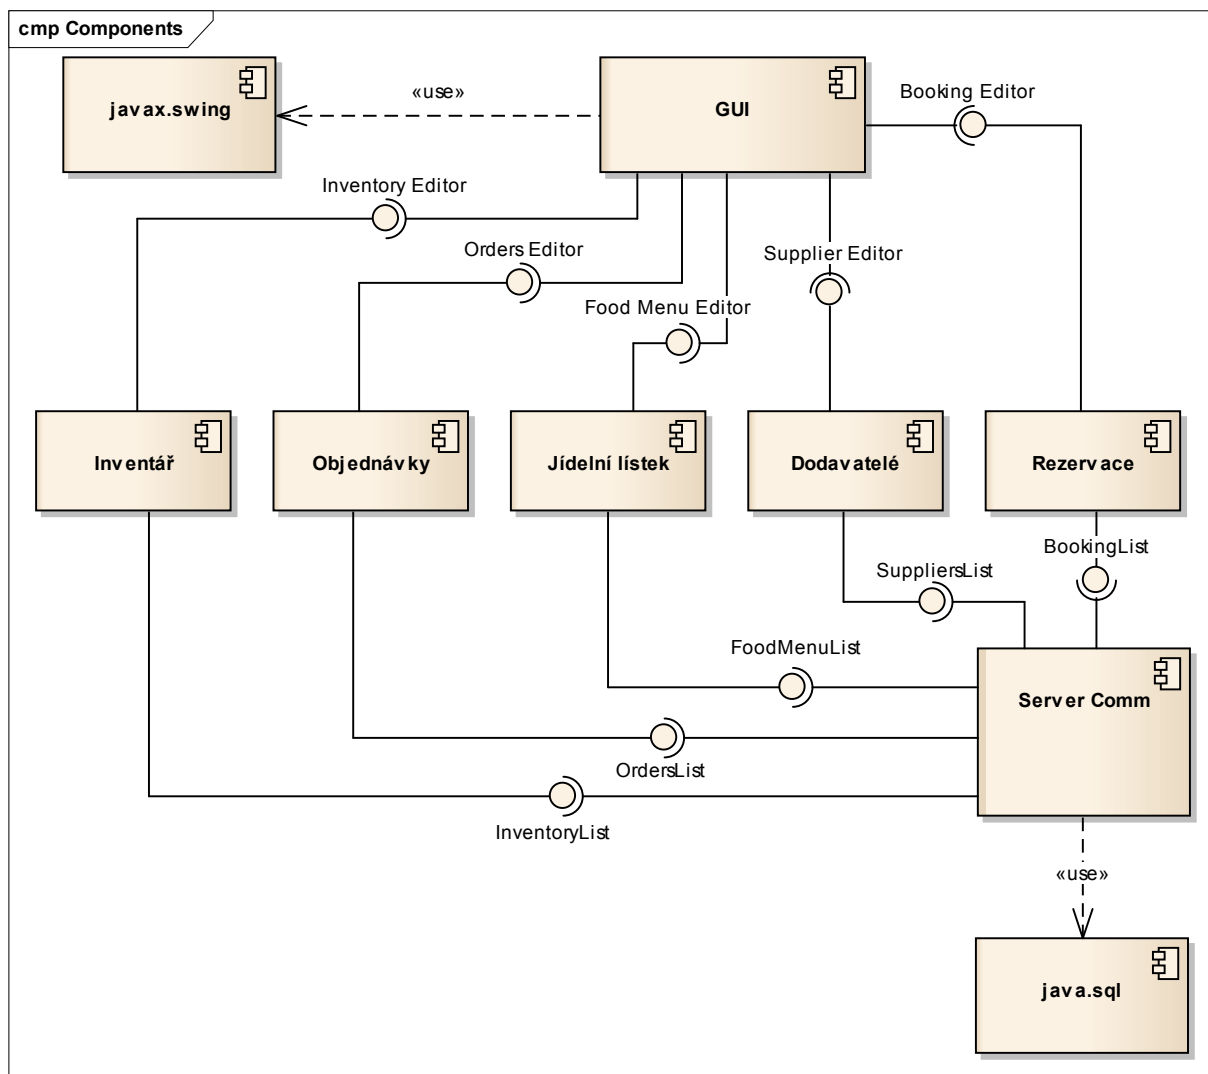 cmp Components
javax.swing
«use»
GUI
Booking Editor
Inventory Editor
Orders Editor
Supplier Editor
Food Menu Editor
Inventář
Objednávky
Jídelní lístek
Dodavatelé
Rezervace
BookingList
SuppliersList
FoodMenuList
Server Comm
OrdersList
InventoryList
«use»
java.sql